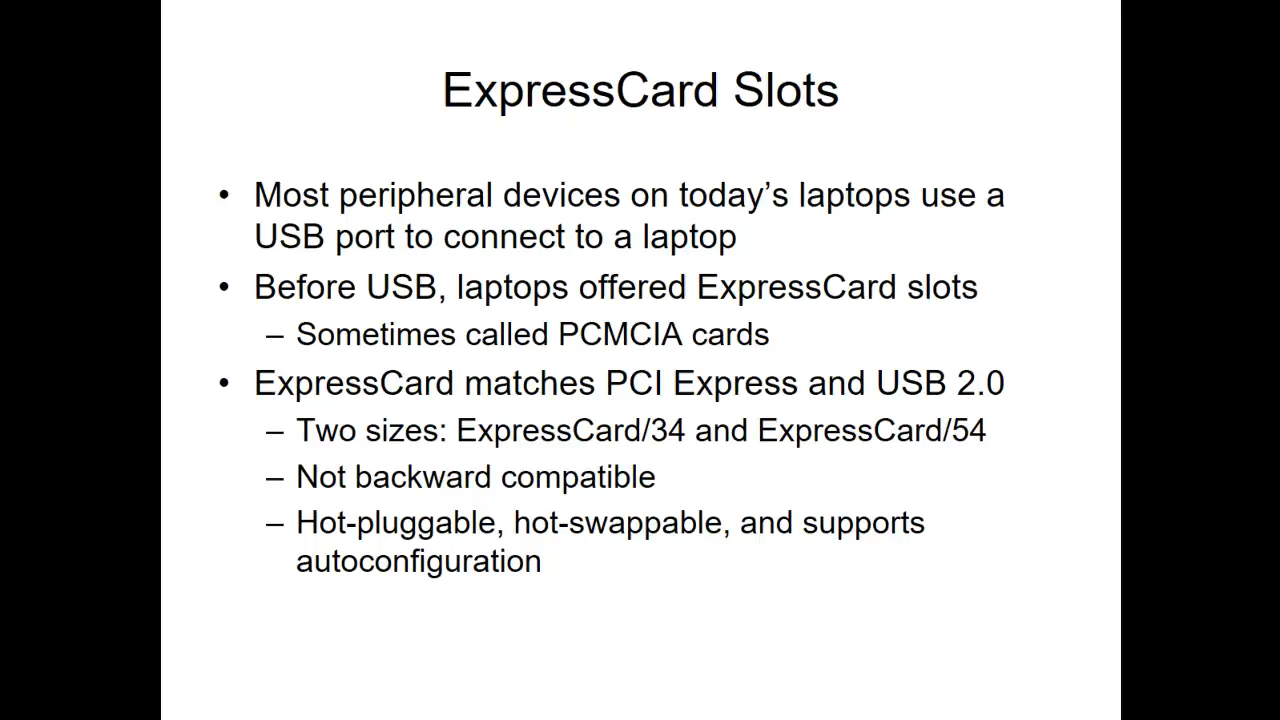 ExpressCard Slots
• Most peripheral devices on today’s laptops use a
USB port to connect to a laptop
• Before USB, laptops offered ExpressCard slots
– Sometimes called PCMCIA cards
• ExpressCard matches PCI Express and USB 2.0
– Two sizes: ExpressCard/34 and ExpressCard/54
– Not backward compatible
– Hot-pluggable, hot-swappable, and supports
autoconfiguration